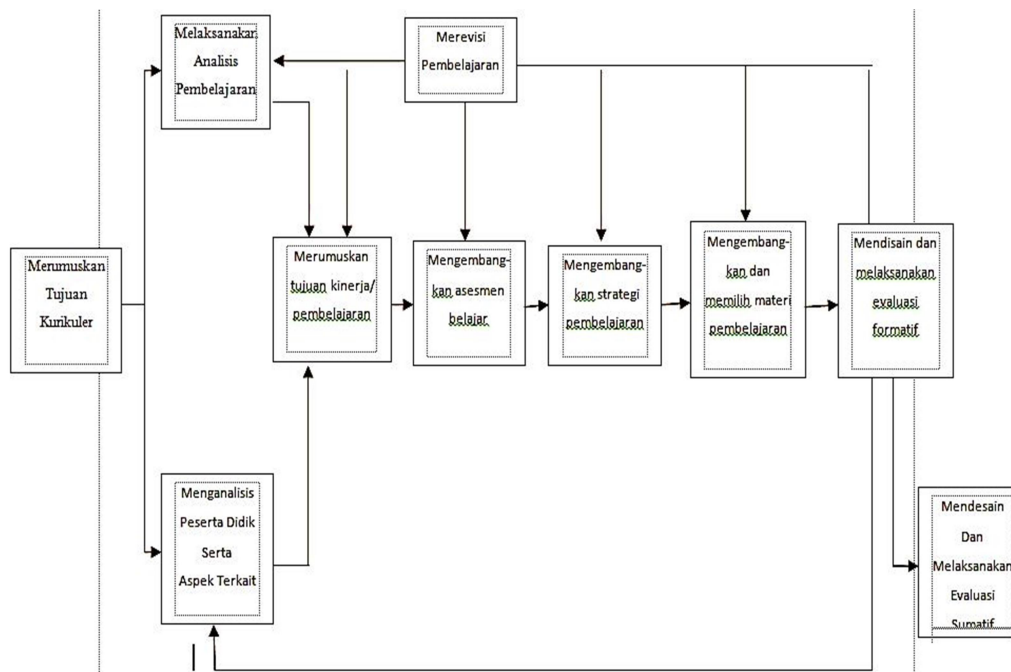 Melaksanakan
Analisis
Pembelajaran
Merevisi
Pembelajaran
Merumuskan
Tujuan
Kurikuler
Merumuskan
tujuan kinerja/
pembelajaran
Mengembang-
kan asesmen
belajar
Mengembang-
kan strategi
pembelajaran
Mengembang-
kan dan
memilih materi
pembelajaran
Mendisain dan
melaksanakan
evaluasi
formatif
Menganalisis
Peserta Didik
Serta
Aspek Terkait
Mendesain
Dan
Melaksanakan
Evaluasi
Sumatif